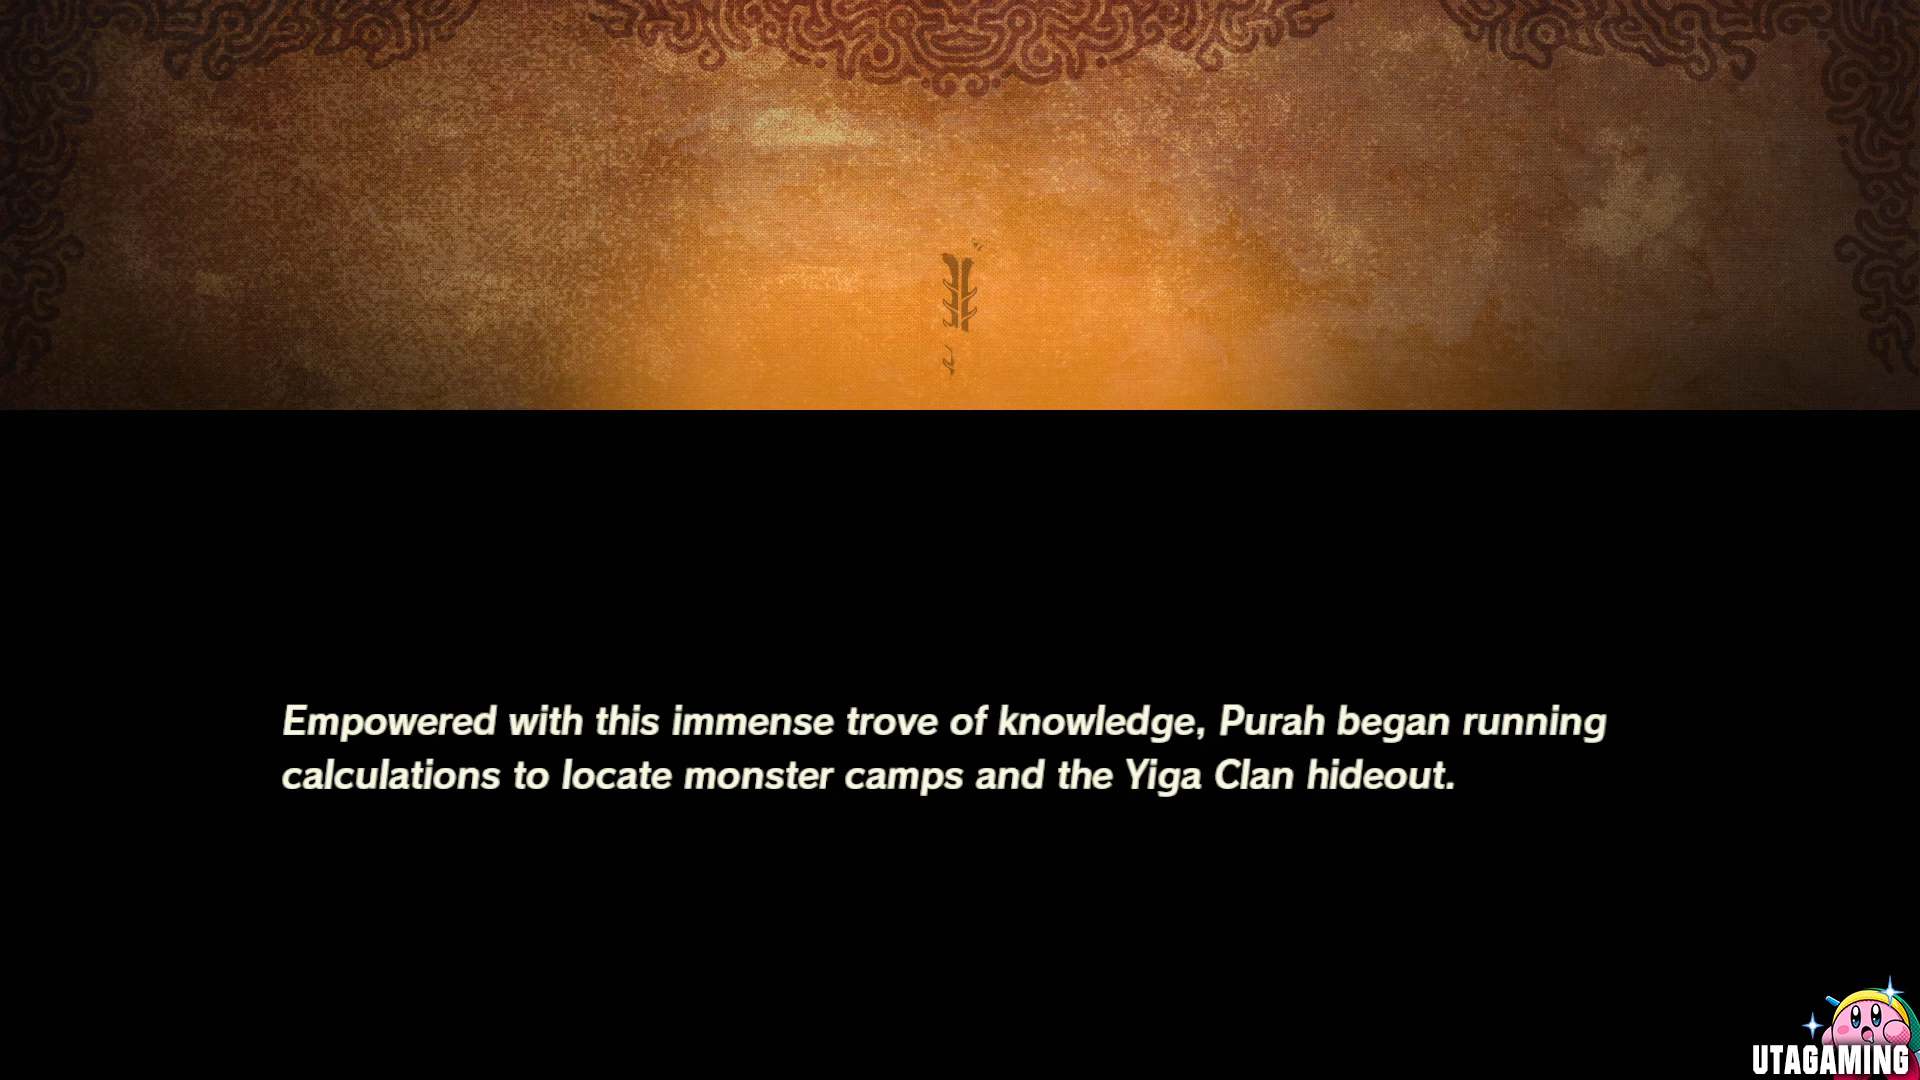 Empowered with this immense trove of knowledge, Purah began running
calculations to locate monster camps and the Yiga Clan hideout.
UTAGAMING